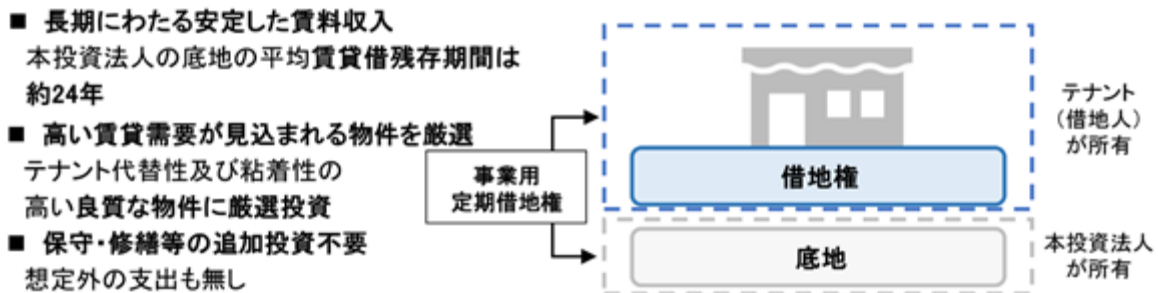 ■ 長期にわたる安定した賃料収入
本投資法人の底地の平均賃貸借残存期間は
約24年
■ 高い賃貸需要が見込まれる物件を厳選
テナント代替性及び粘着性の
高い良質な物件に厳選投資
■ 保守・修繕等の追加投資不要
想定外の支出も無し
事業用
定期借地権
借地権
底地
テナント
（借地人）
が所有
本投資法人
が所有